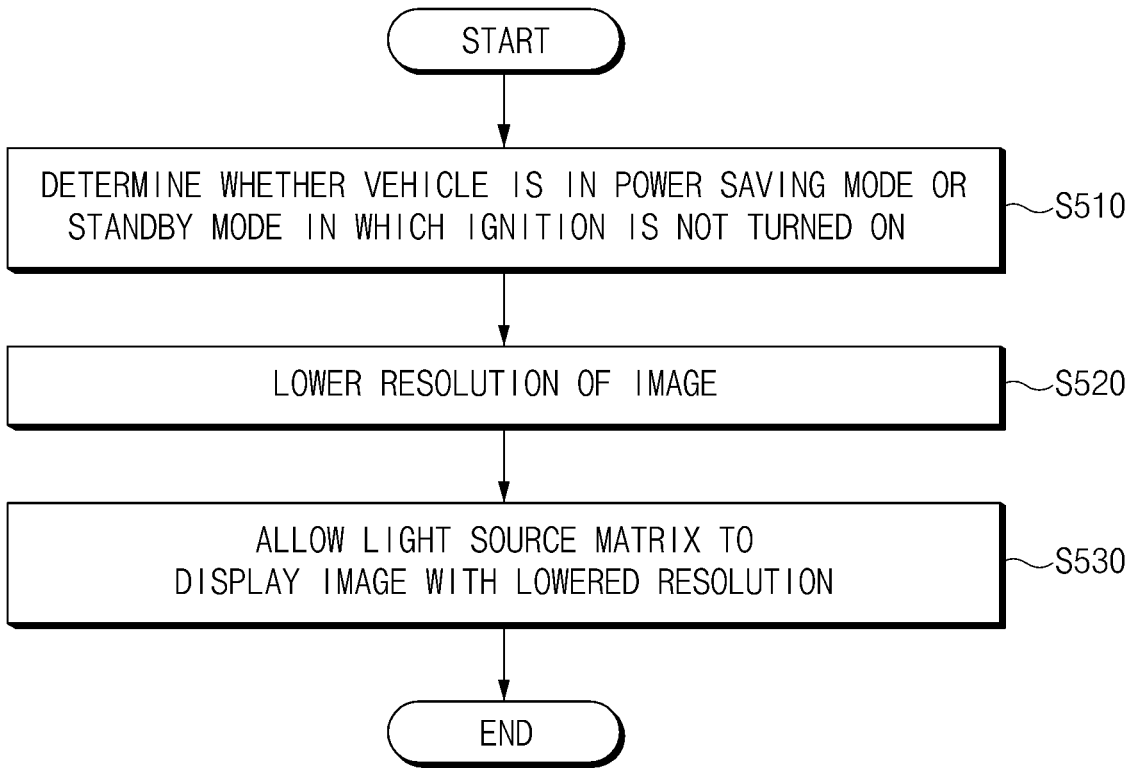 START
DETERMINE WHETHER VEHICLE IS IN POWER SAVING MODE OR
STANDBY MODE IN WHICH IGNITION IS NOT TURNED ON
S510
LOWER RESOLUTION OF IMAGE
S520
ALLOW LIGHT SOURCE MATRIX TO
DISPLAY IMAGE WITH LOWERED RESOLUTION
S530
END